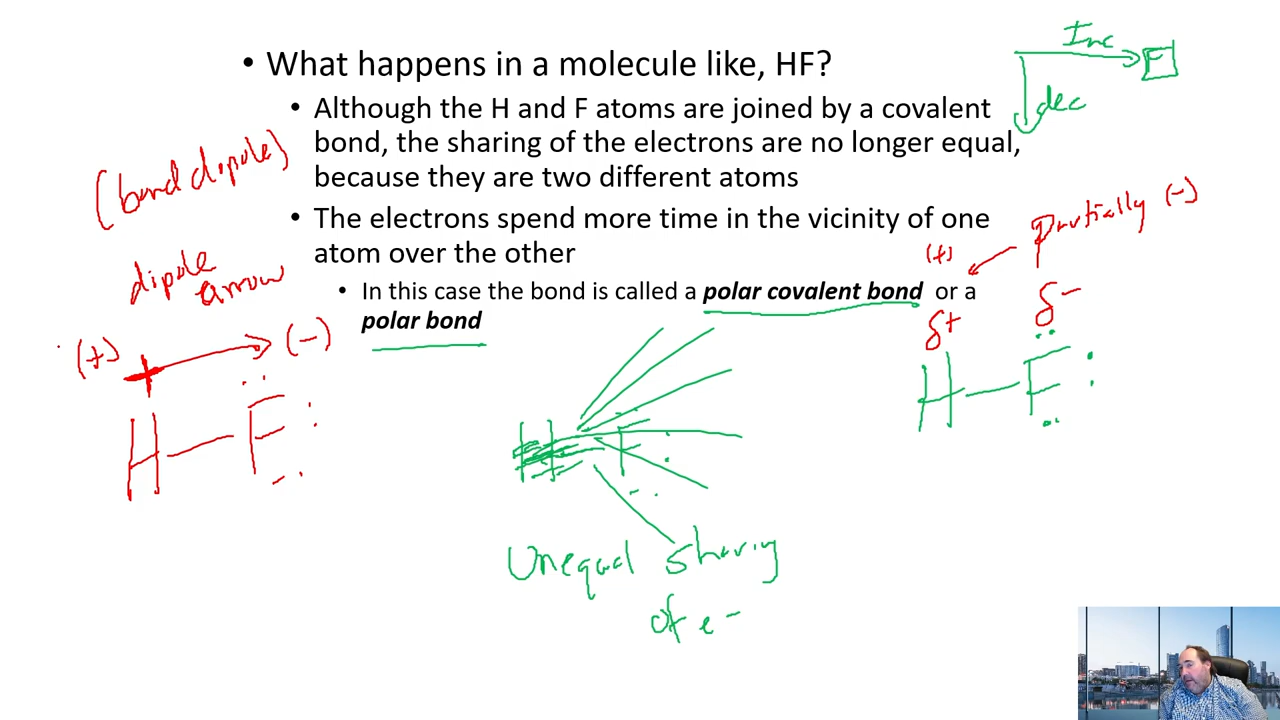 • What happens in a molecule like, HF?
• Although the H and F atoms are joined by a covalent
bond, the sharing of the electrons are no longer equal,
because they are two different atoms
• The electrons spend more time in the vicinity of one
atom over the other
• In this case the bond is called a polar covalent bond or a
polar bond
Inc
F
dec
(bond dipole)
dipole
arrow
(+) (-)
H—F
partially (-)
(+)
δ+ δ-
H—F
H F
Unequal sharing
of e-